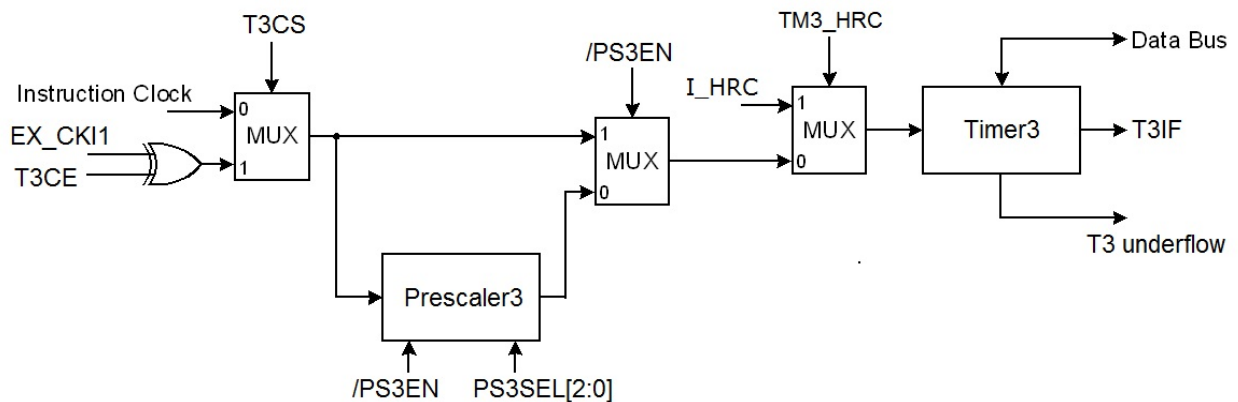 T3CS
TM3_HRC
/PS3EN
Data Bus
Instruction Clock
0
I_HRC
1
EX_CKI1
MUX
1
MUX
Timer3
T3IF
T3CE
1
MUX
0
0
T3 underflow
Prescaler3
/PS3EN
PS3SEL[2:0]